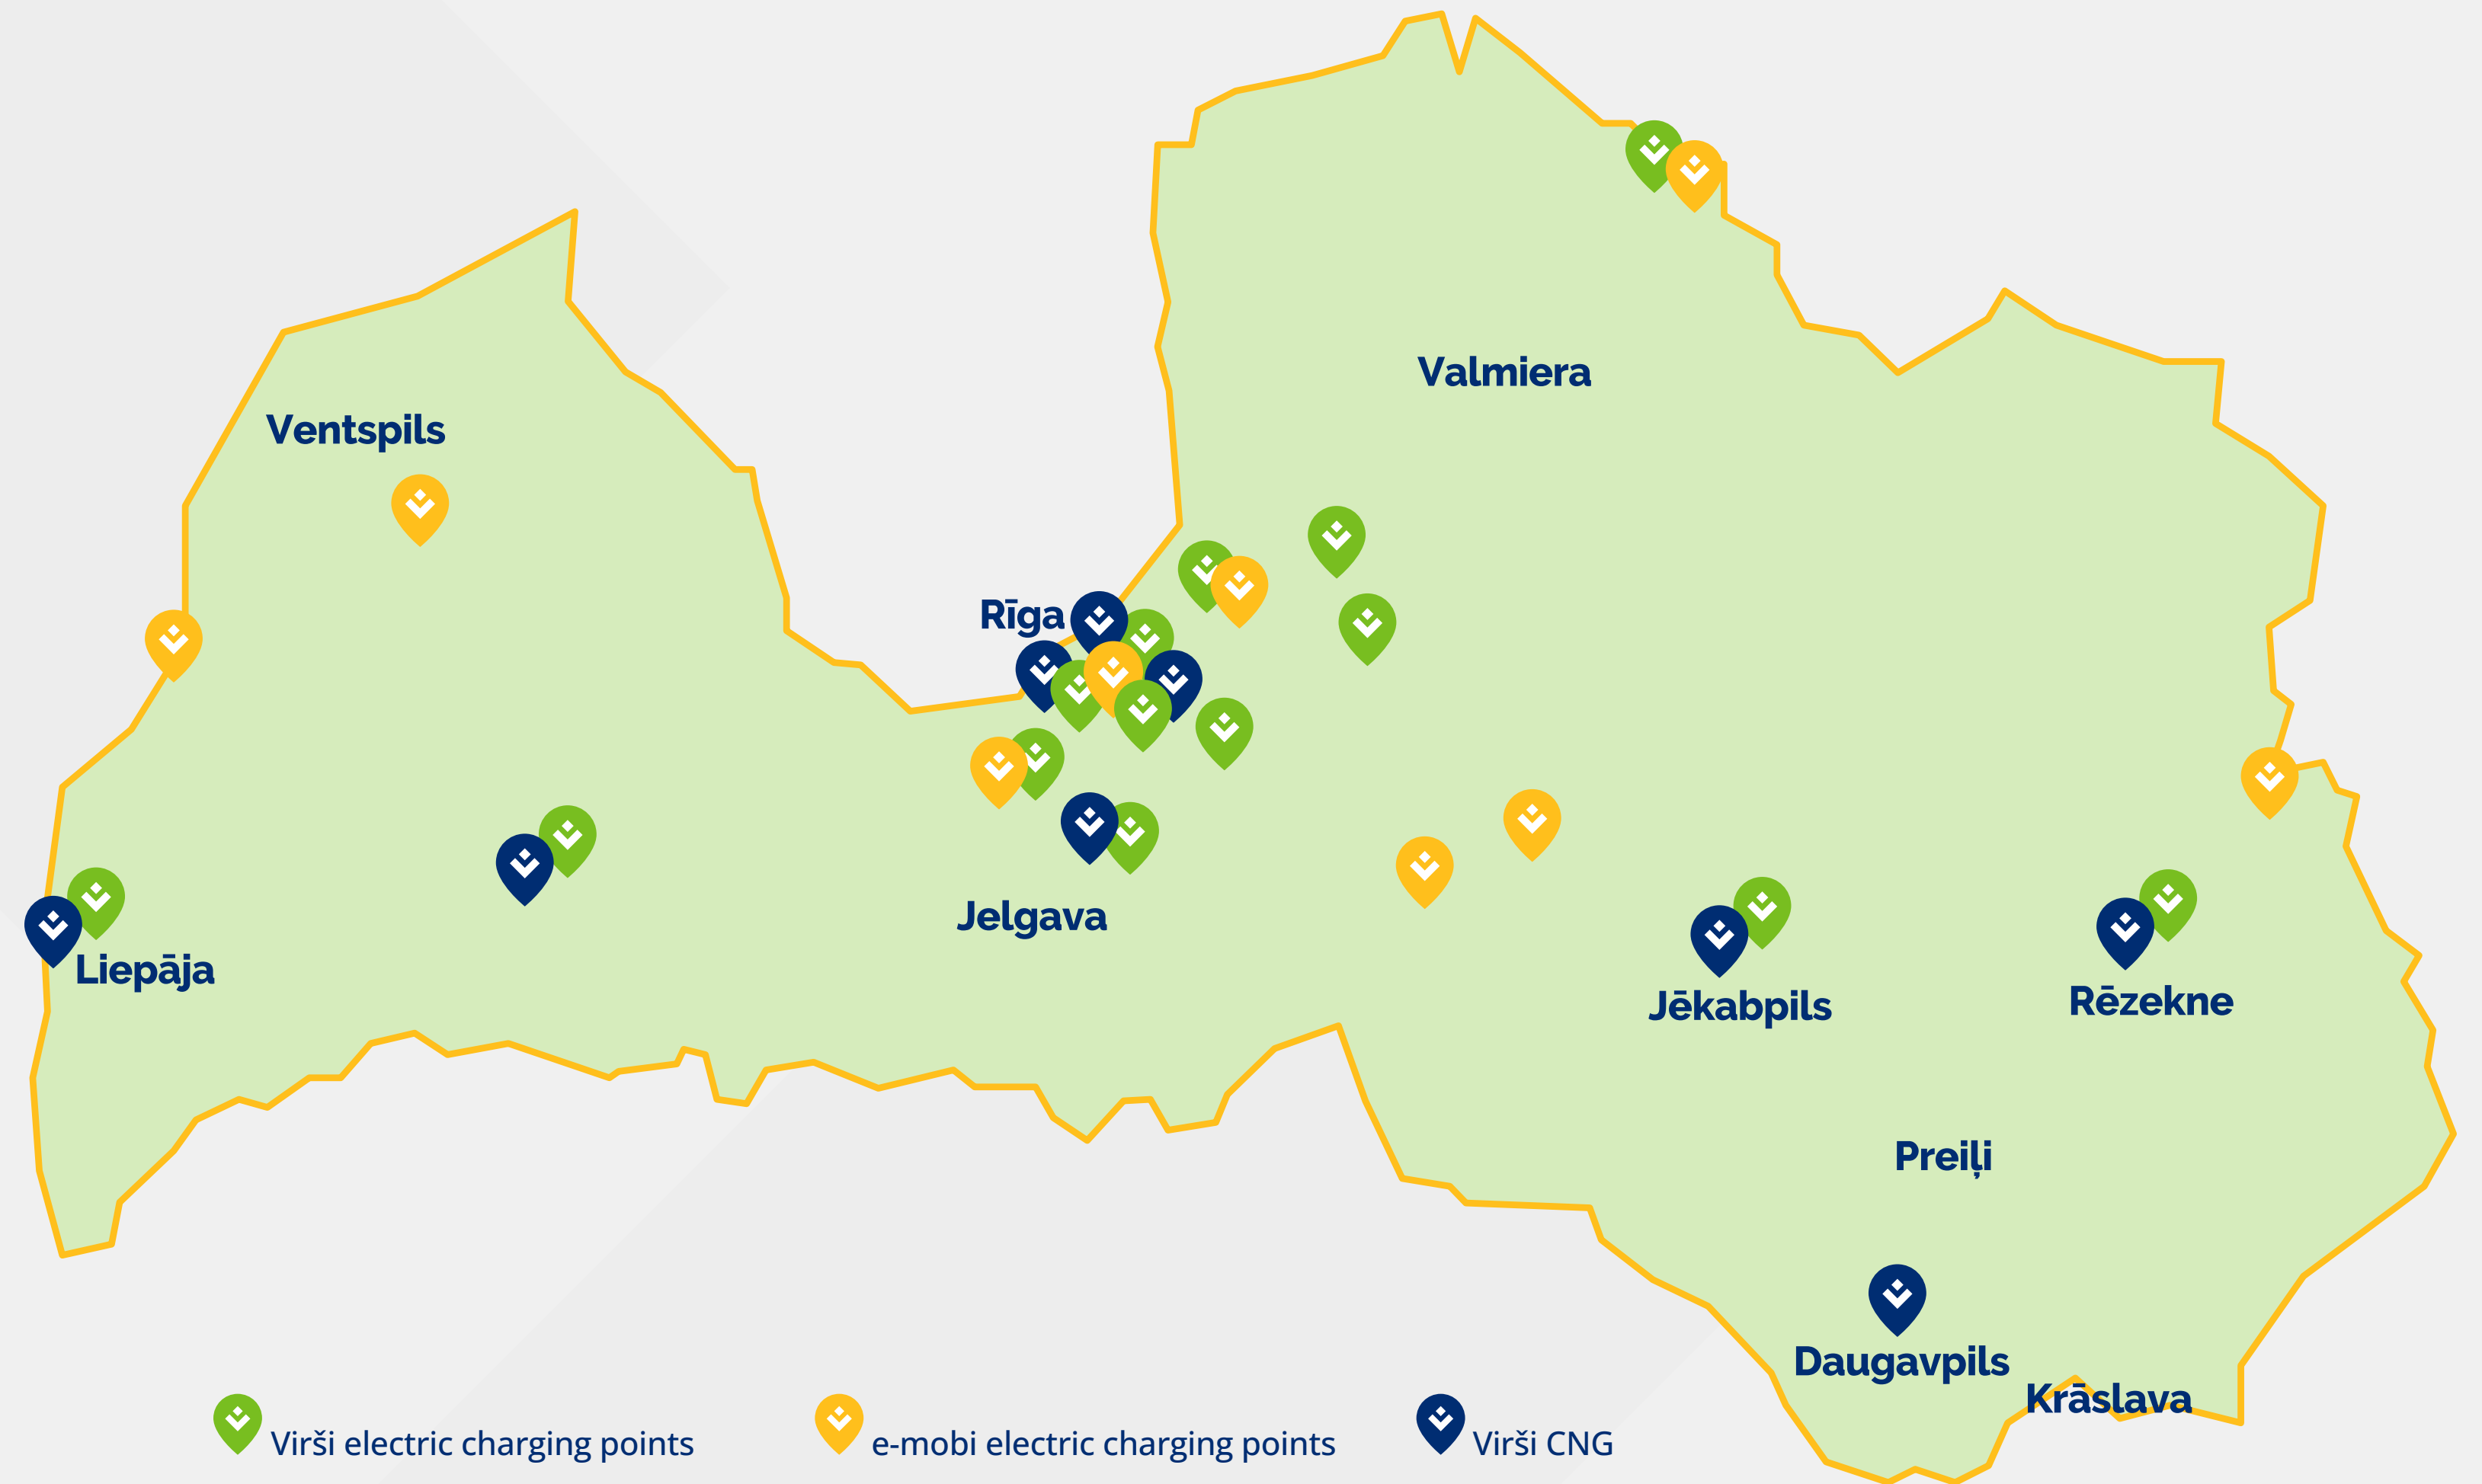 Valmiera
Ventspils
Rīga
Jelgava
Liepāja
Jēkabpils
Rēzekne
Preiļi
Daugavpils
Krāslava
Virši electric charging points
e-mobi electric charging points
Virši CNG